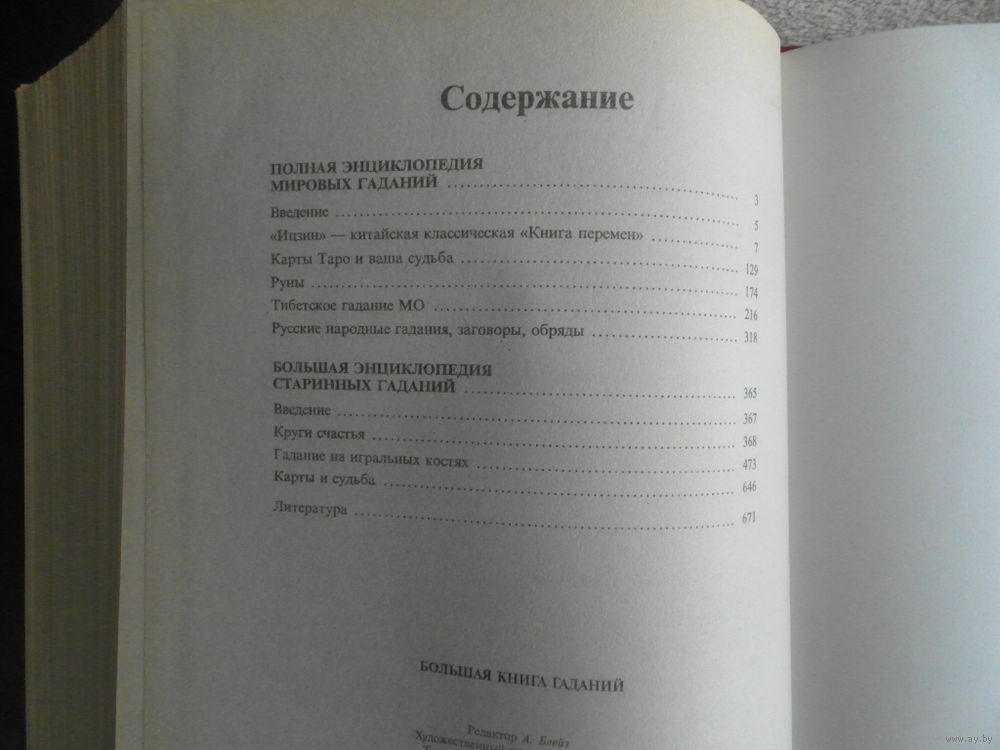 Содержание
ПОЛНАЯ ЭНЦИКЛОПЕДИЯ
МИРОВЫХ ГАДАНИЙ ........ 3
Введение ........ 5
«Ицзин» — китайская классическая «Книга перемен» ........ 7
Карты Таро и ваша судьба ........ 129
Руны ........ 174
Тибетское гадание МО ........ 216
Русские народные гадания, заговоры, обряды ........ 318
БОЛЬШАЯ ЭНЦИКЛОПЕДИЯ
СТАРИННЫХ ГАДАНИЙ ........ 365
Введение ........ 367
Круги счастья ........ 368
Гадание на игральных костях ........ 473
Карты и судьба ........ 646
Литература ........ 671
БОЛЬШАЯ КНИГА ГАДАНИЙ
Редактор А. Блейз
Художественный
www.ay.by